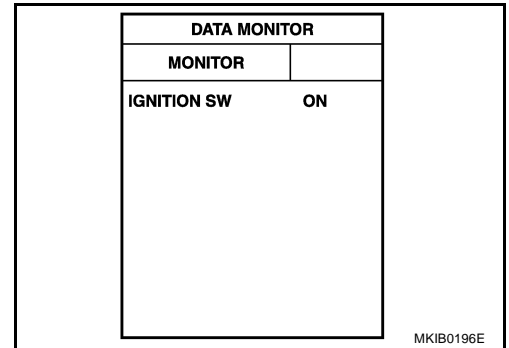 DATA MONITOR
MONITOR
IGNITION SW ON
MKIB0196E